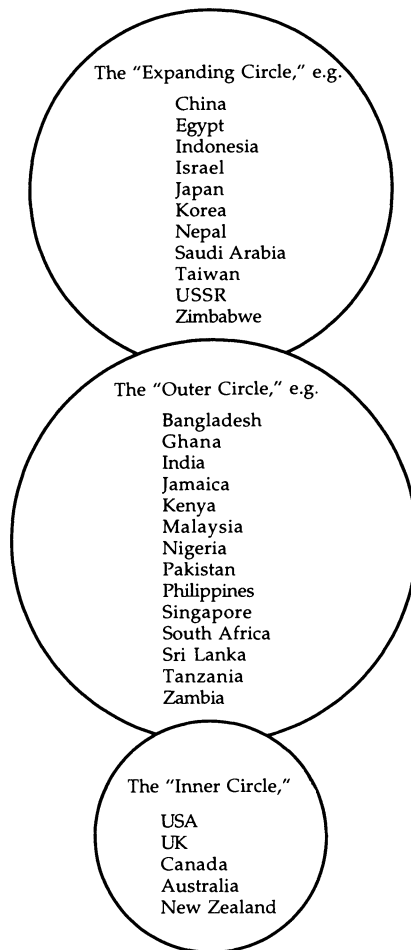 The "Expanding Circle," e.g.
China
Egypt
Indonesia
Israel
Japan
Korea
Nepal
Saudi Arabia
Taiwan
USSR
Zimbabwe
The "Outer Circle," e.g.
Bangladesh
Ghana
India
Jamaica
Kenya
Malaysia
Nigeria
Pakistan
Philippines
Singapore
South Africa
Sri Lanka
Tanzania
Zambia
The "Inner Circle,"
USA
UK
Canada
Australia
New Zealand